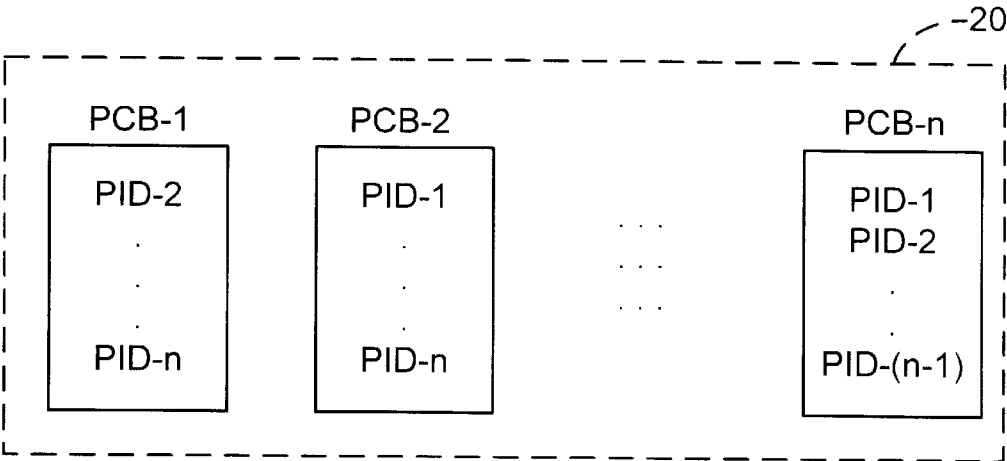 20
PCB-1
PID-2
.
.
.
PID-n
PCB-2
PID-1
.
.
.
PID-n
. . .
. . .
. . .
PCB-n
PID-1
PID-2
.
.
PID-(n-1)